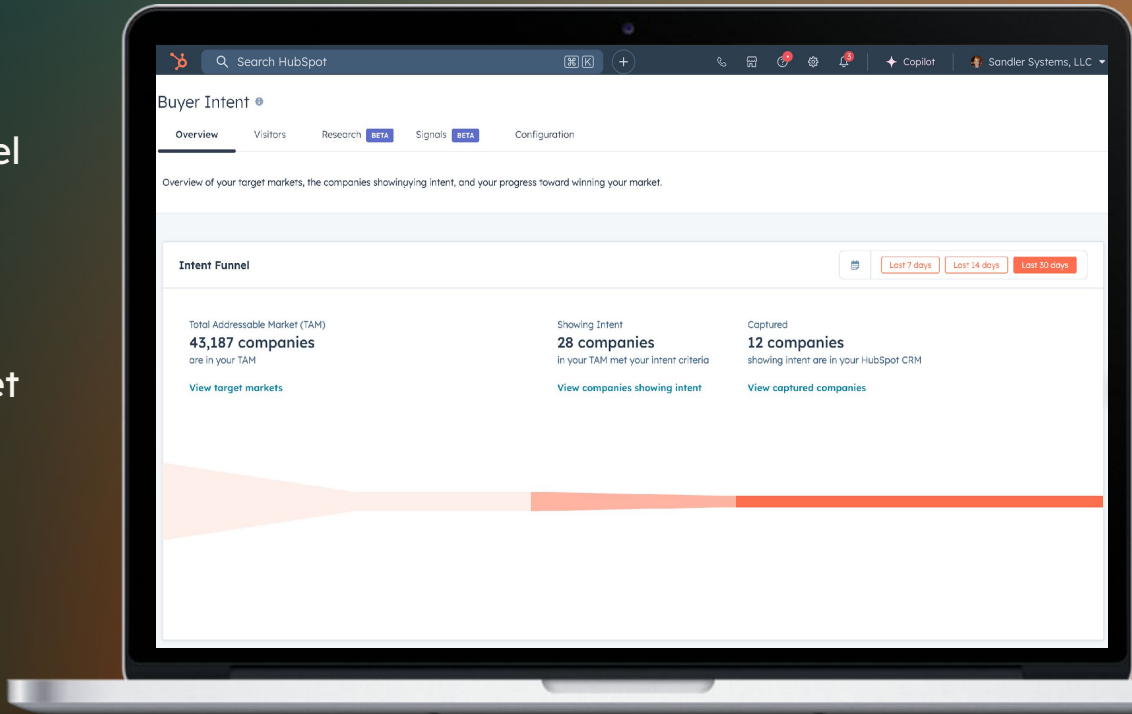 el
et
Search HubSpot ⌘ K + Copilot Sandler Systems, LLC
3
Buyer Intent
Overview Visitors Research BETA Signals BETA Configuration
Overview of your target markets, the companies showinųying intent, and your progress toward winning your market.
Intent Funnel Last 7 days Last 14 days Last 30 days
Total Addressable Market (TAM) Showing Intent Captured
43,187 companies 28 companies 12 companies
are in your TAM in your TAM met your intent criteria showing intent are in your HubSpot CRM
View target markets View companies showing intent View captured companies